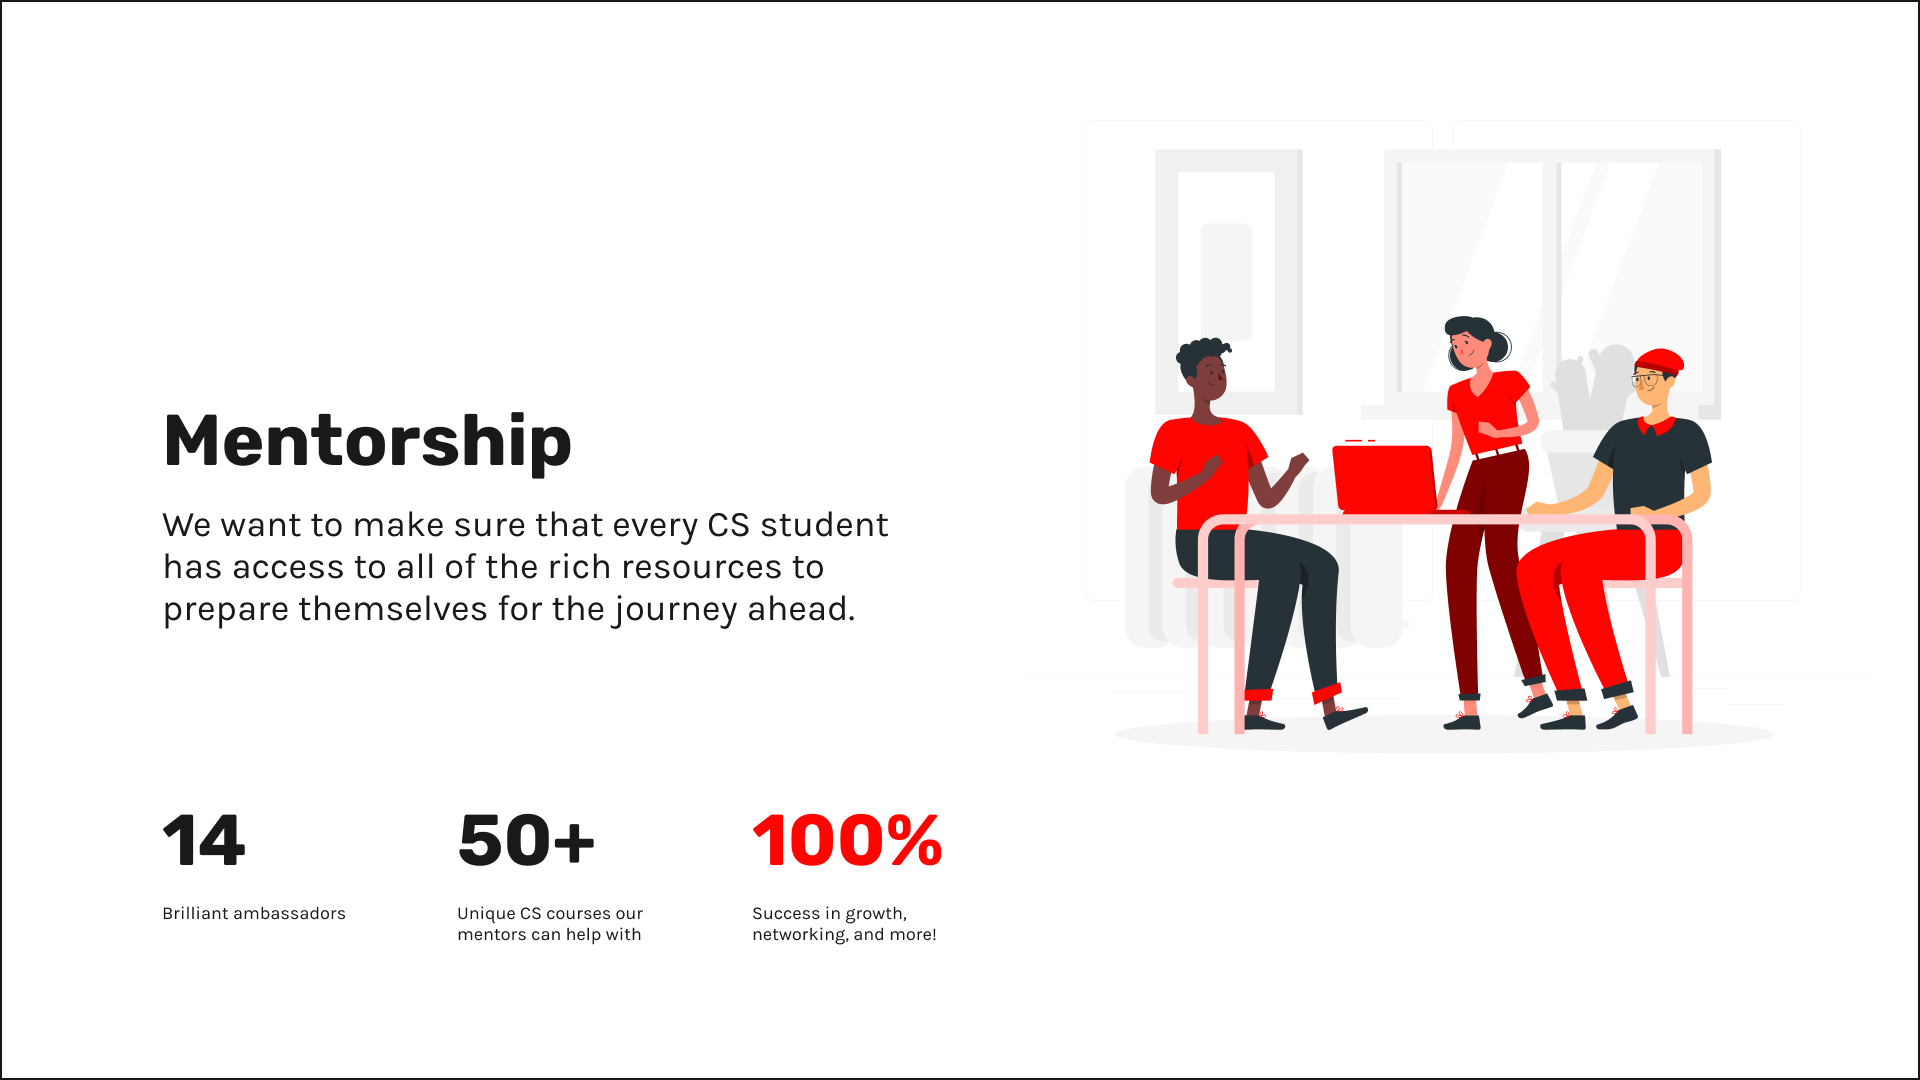 Mentorship
We want to make sure that every CS student
has access to all of the rich resources to
prepare themselves for the journey ahead.
14
Brilliant ambassadors
50+
Unique CS courses our
mentors can help with
100%
Success in growth,
networking, and more!